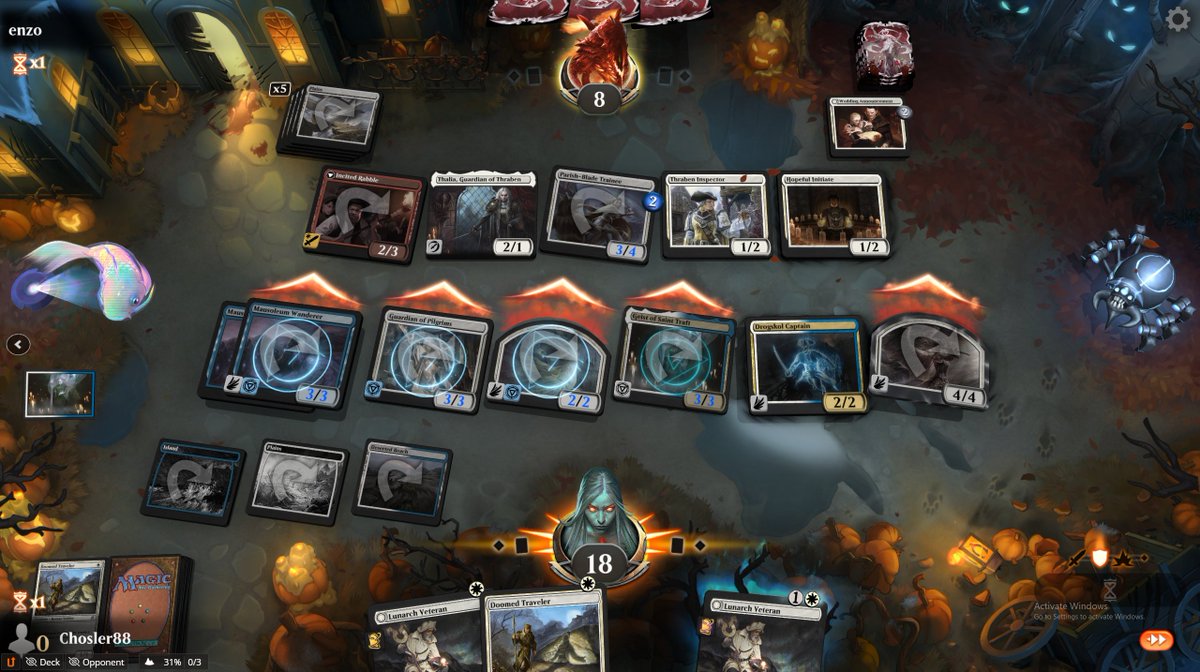 enzo
x1
x5
Plains
8
Wedding Announcement
2
Incited Rabble
2/3
Thalia, Guardian of Thraben
2/1
Parish-Blade Trainee
2
3/4
Thraben Inspector
1/2
Hopeful Initiate
1/2
Maus
Mausoleum Wanderer
3/3
Guardian of Pilgrims
3/3
2/2
Geist of Saint Traft
3/3
Drogskol Captain
2/2
4/4
Island
Plains
Deserted Beach
18
Doomed Traveler
MAGIC
x1
0
Chosler88
Deck
Opponent
31% 0/3
Lunarch Veteran
Doomed Traveler
Lunarch Veteran
1
Activate Windows
Go to Settings to activate Windows.